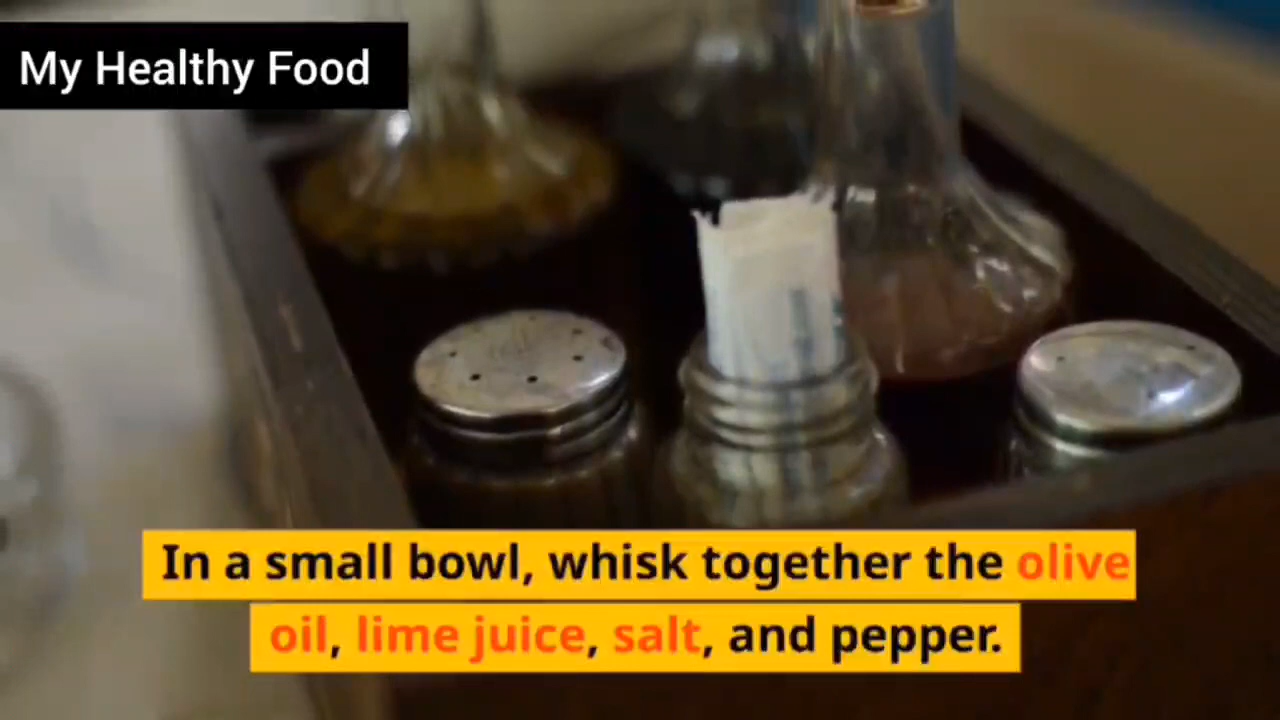 My Healthy Food
In a small bowl, whisk together the olive
oil, lime juice, salt, and pepper.